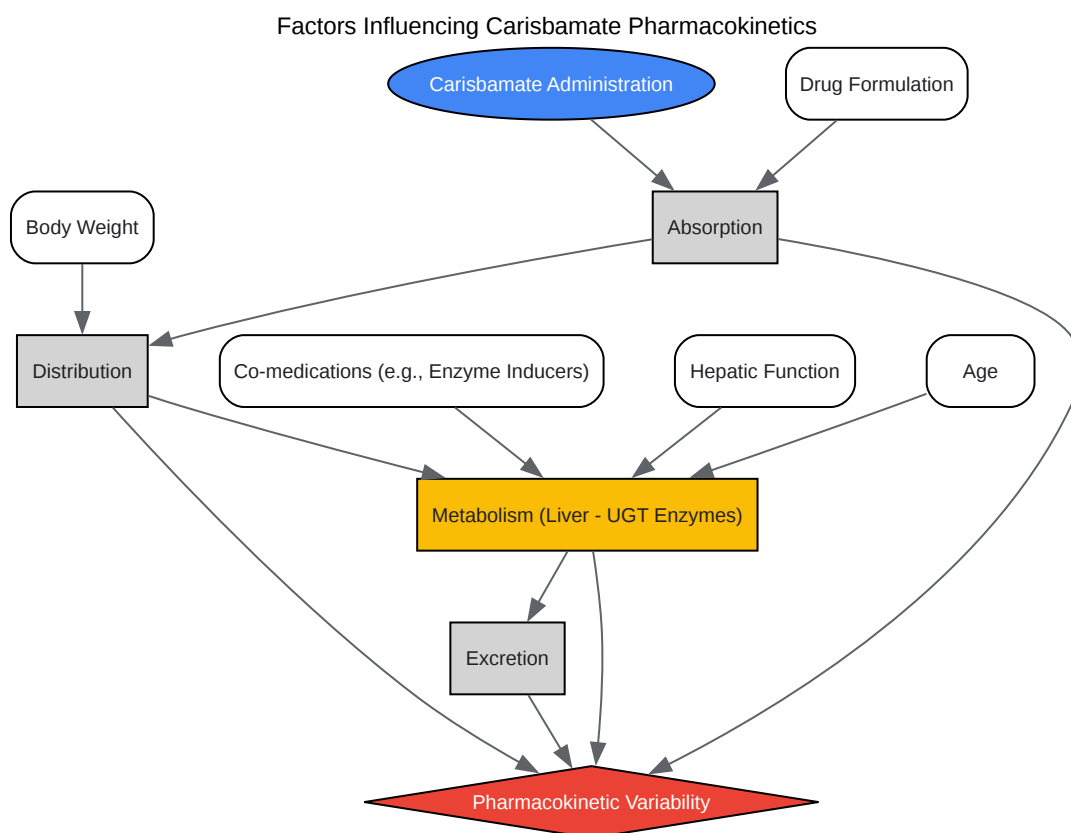 Factors Influencing Carisbamate Pharmacokinetics
Carisbamate Administration
Drug Formulation
Body Weight
Absorption
Distribution
Co-medications (e.g., Enzyme Inducers)
Hepatic Function
Age
Metabolism (Liver - UGT Enzymes)
Excretion
Pharmacokinetic Variability